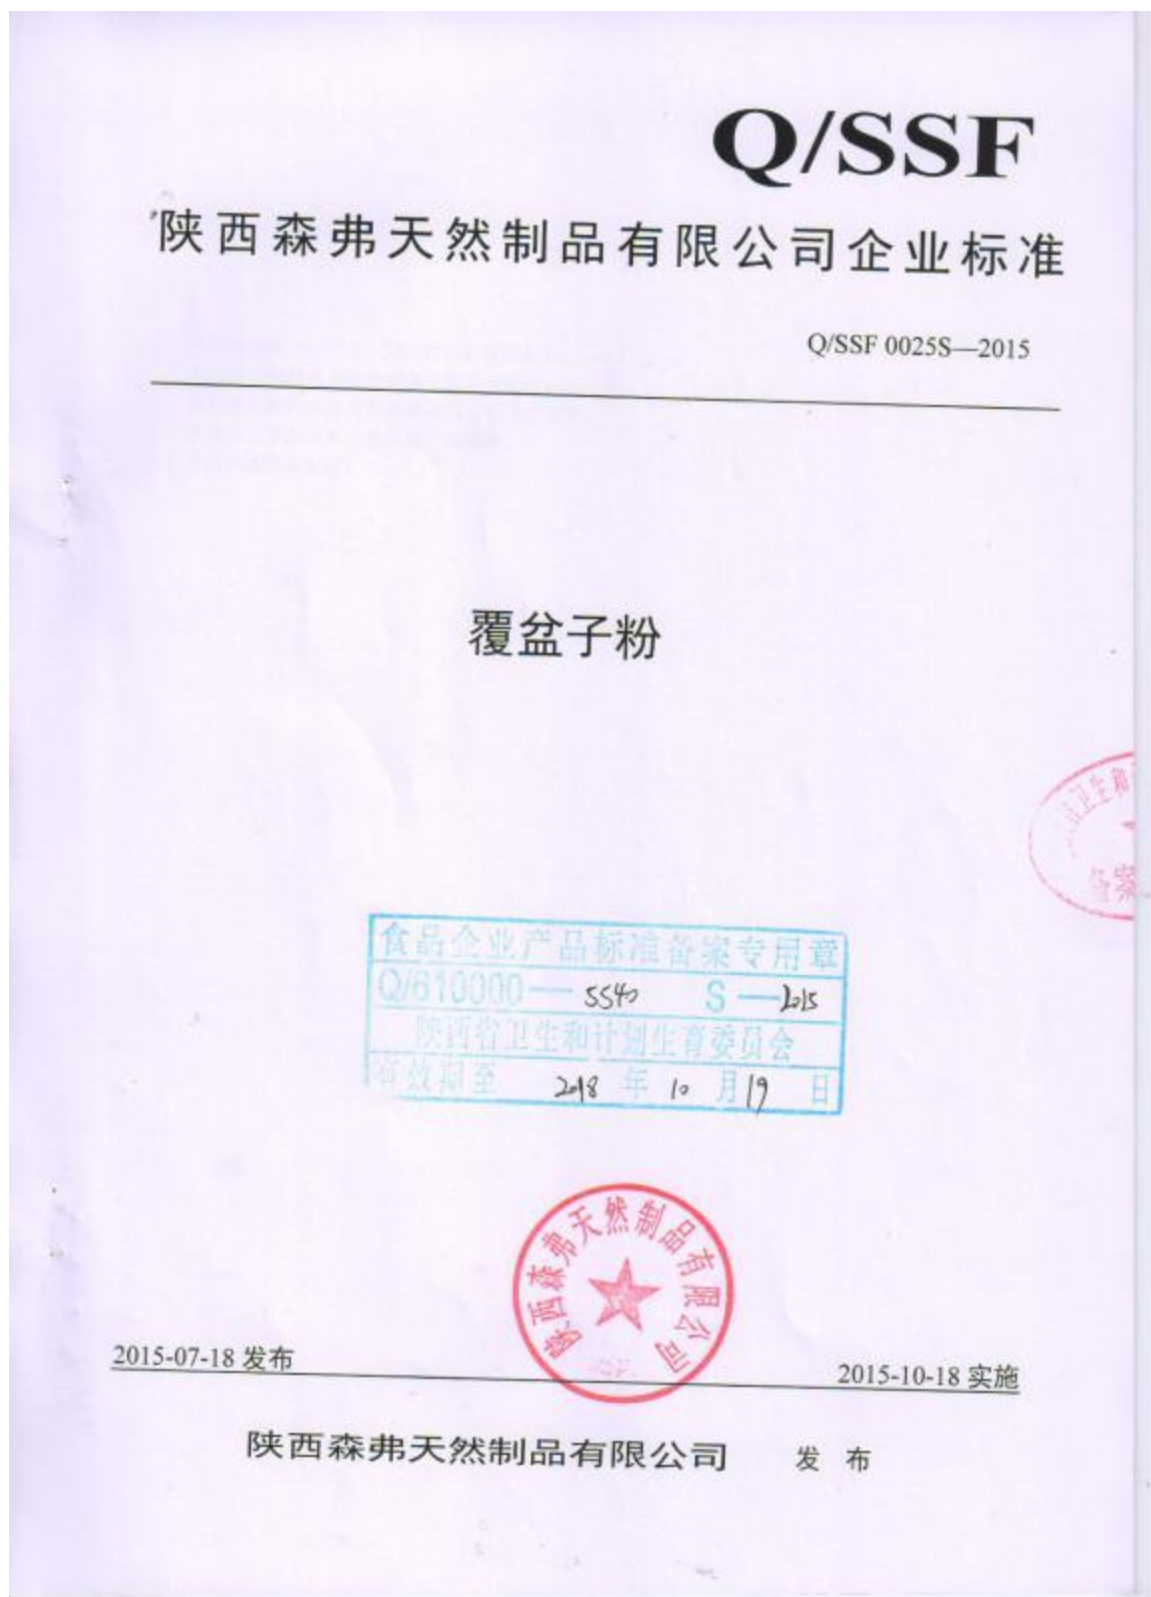 Q/SSF
陕西森弗天然制品有限公司企业标准
Q/SSF 0025S—2015
覆盆子粉
卫生和
备案
食品企业产品标准备案专用章
Q/610000—5540 S—2015
陕西省卫生和计划生育委员会
有效期至 2018 年 10 月 19 日
陕西森弗天然制品有限公司
2015-07-18 发布
2015-10-18 实施
陕西森弗天然制品有限公司 发布